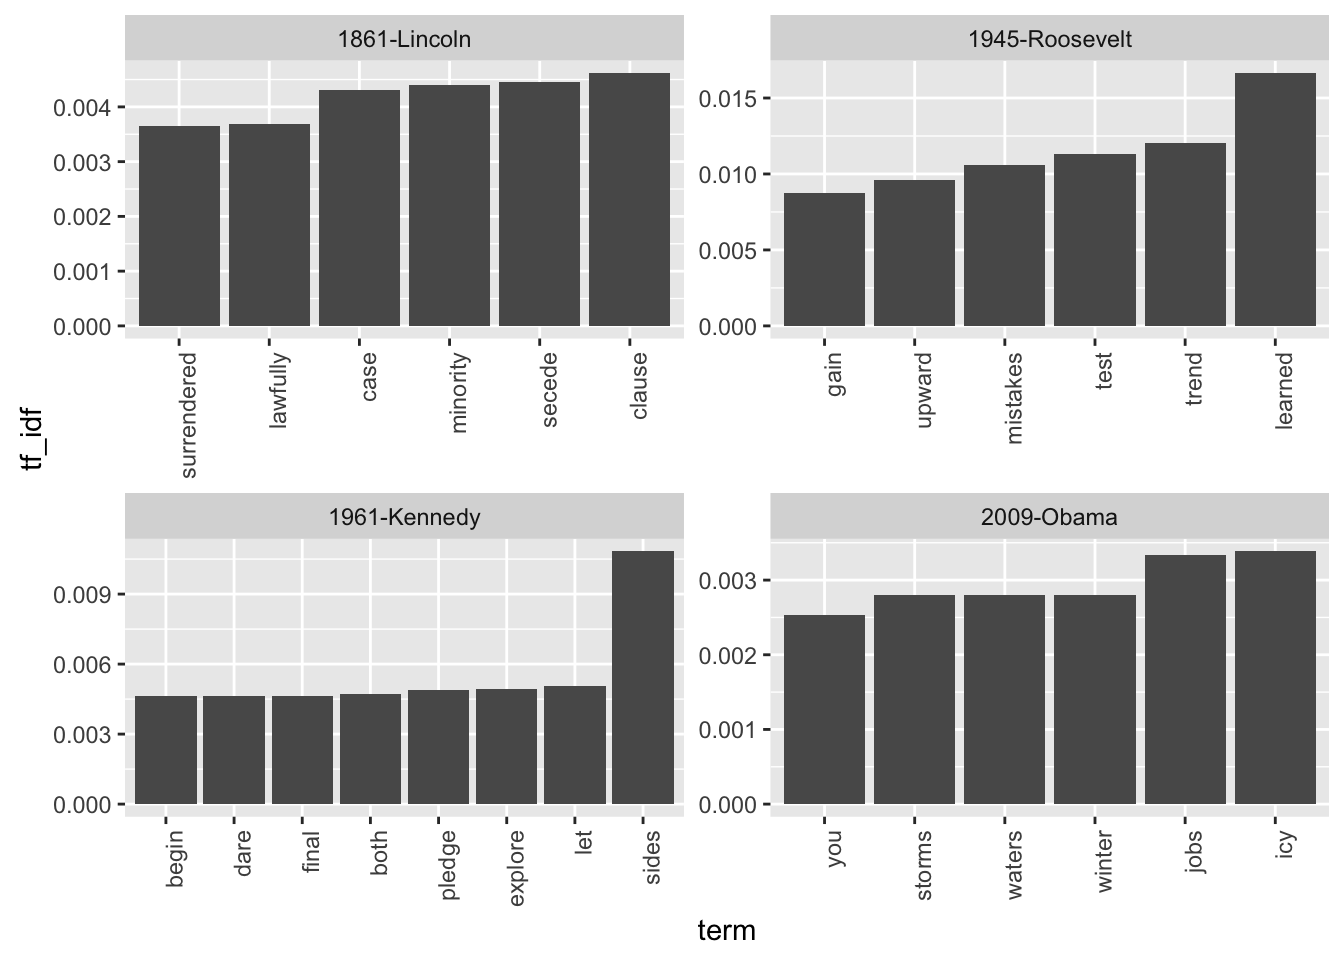 1861-Lincoln
0.004
0.003
0.002
0.001
0.000
surrendered
lawfully
case
minority
secede
clause
1945-Roosevelt
0.015
0.010
0.005
0.000
gain
upward
mistakes
test
trend
learned
tf_idf
1961-Kennedy
0.009
0.006
0.003
0.000
begin
dare
final
both
pledge
explore
let
sides
2009-Obama
0.003
0.002
0.001
0.000
you
storms
waters
winter
jobs
icy
term